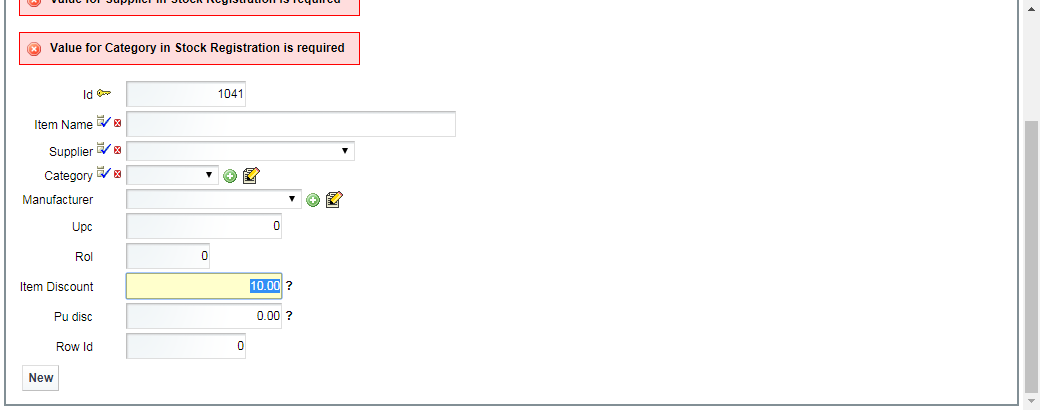 Value for Supplier in Stock Registration is required
Value for Category in Stock Registration is required
Id 1041
Item Name
Supplier
Category
Manufacturer
Upc 0
Rol 0
Item Discount 10.00 ?
Pu disc 0.00 ?
Row Id 0
New